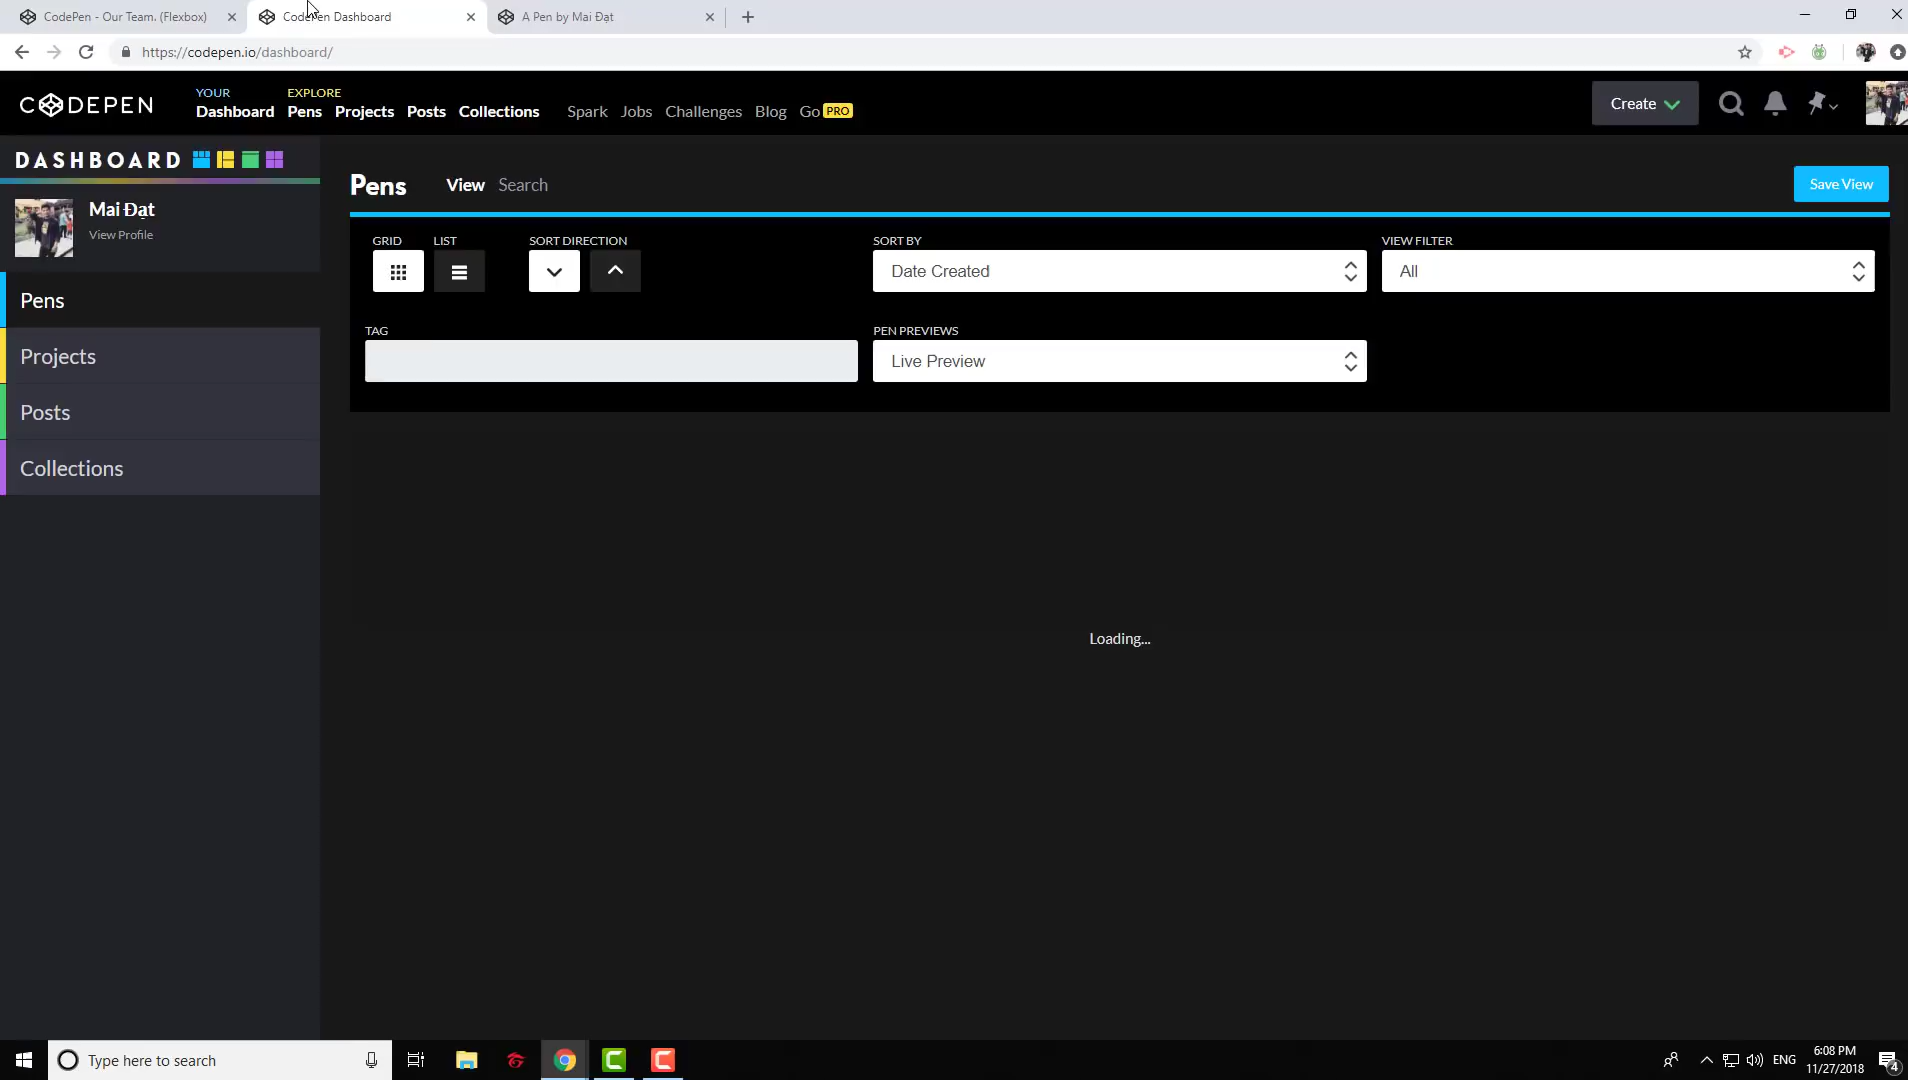 CodePen - Our Team. (Flexbox)
CodePen Dashboard
A Pen by Mai Đạt
https://codepen.io/dashboard/
CODEPEN
YOUR
Dashboard
EXPLORE
Pens Projects Posts Collections
Spark Jobs Challenges Blog Go PRO
Create
DASHBOARD
Mai Đạt
View Profile
Pens
Projects
Posts
Collections
Pens View Search
Save View
GRID LIST SORT DIRECTION SORT BY VIEW FILTER
Date Created
All
TAG PEN PREVIEWS
Live Preview
Loading...
Type here to search
ENG
6:08 PM
11/27/2018
4